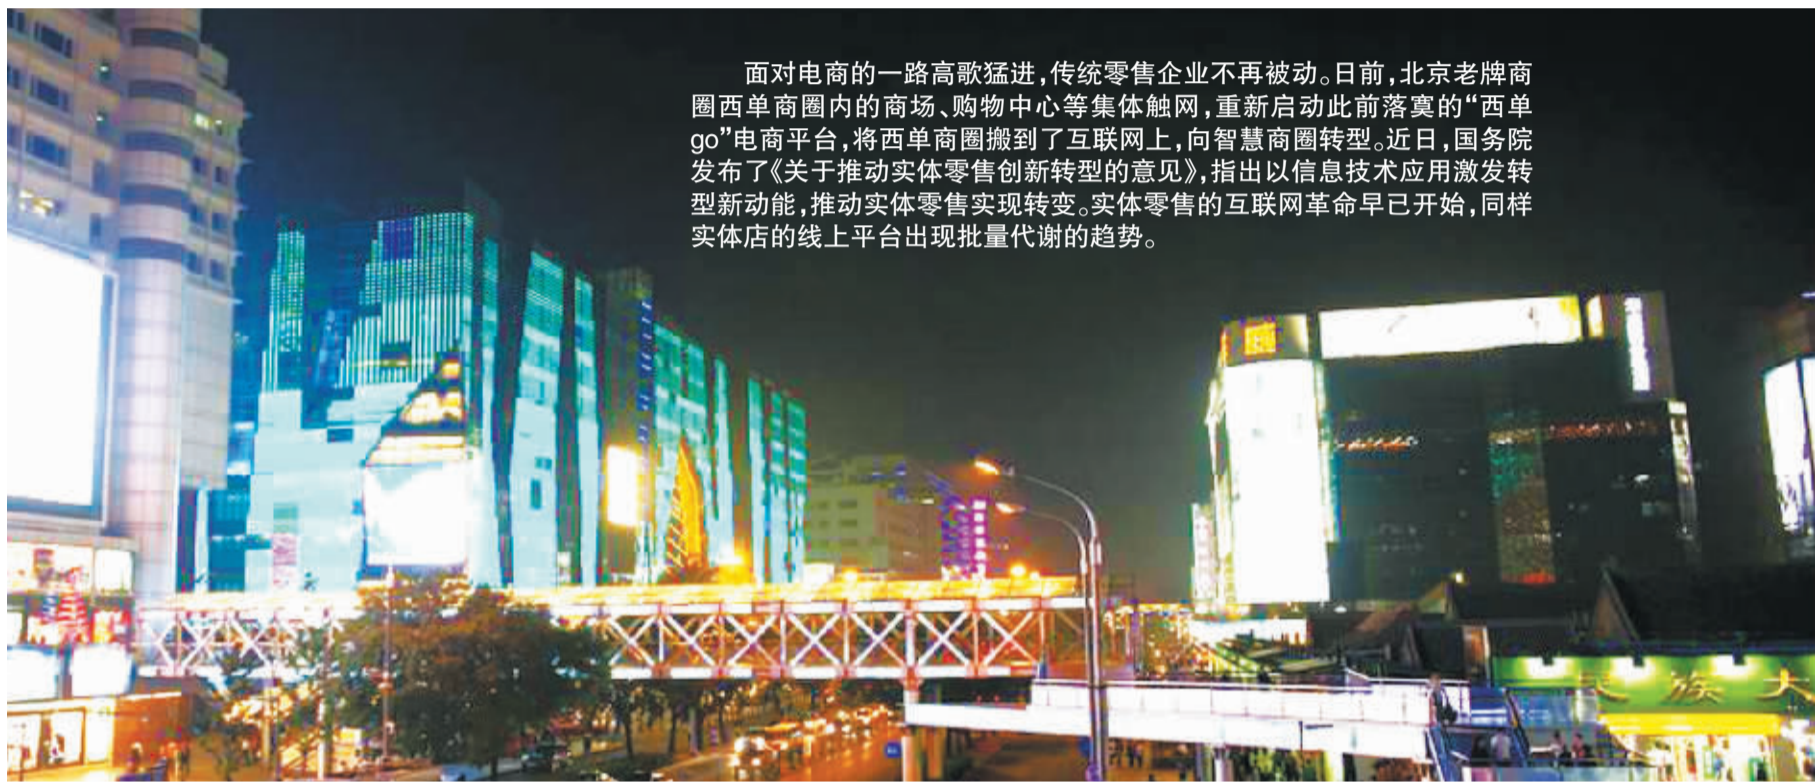 面对电商的一路高歌猛进，传统零售企业不再被动。日前，北京老牌商
圈西单商圈内的商场、购物中心等集体触网，重新启动此前落寞的“西单
go”电商平台，将西单商圈搬到了互联网上，向智慧商圈转型。近日，国务院
发布了《关于推动实体零售创新转型的意见》，指出以信息技术应用激发转
型新动能，推动实体零售实现转变。实体零售的互联网革命早已开始，同样
实体店的线上平台出现批量代谢的趋势。
民族大